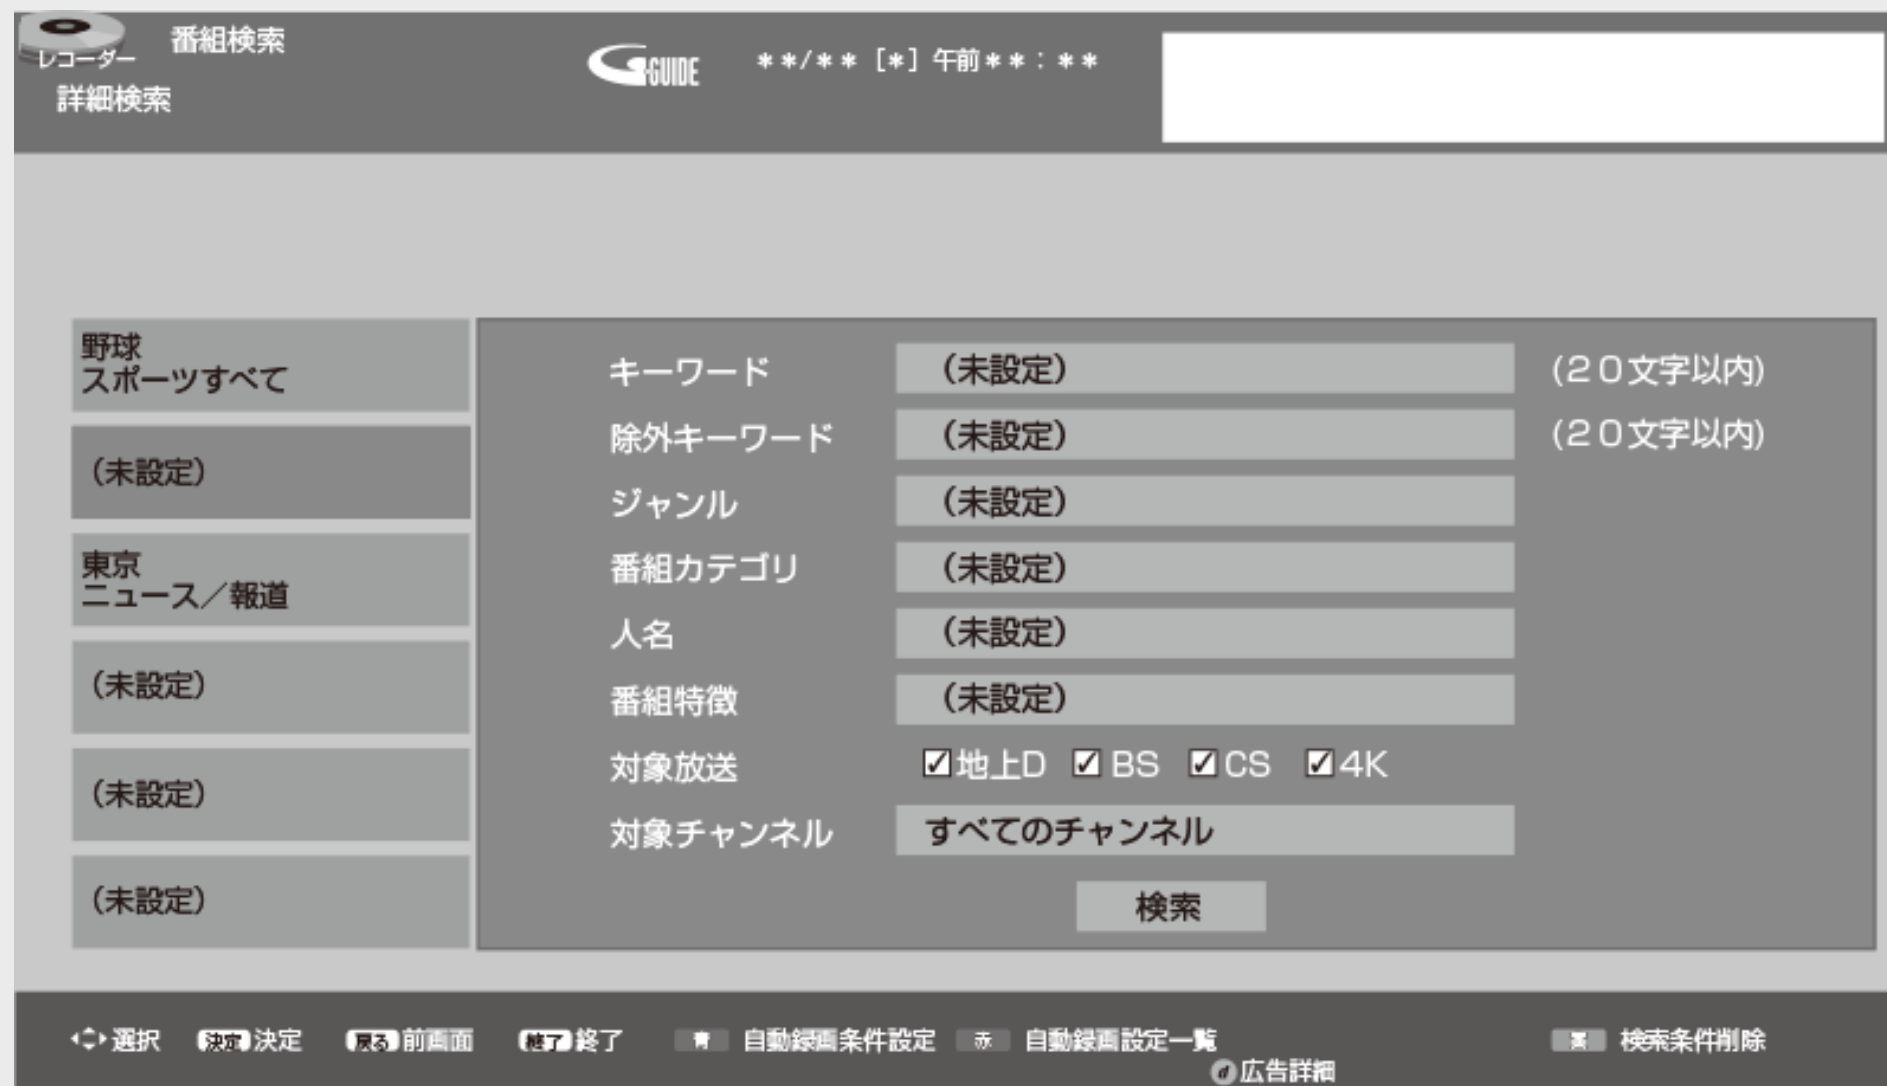 レコーダー
番組検索
詳細検索
G-GUIDE
**/** [*] 午前**:**
野球
スポーツすべて
(未設定)
東京
ニュース/報道
(未設定)
(未設定)
(未設定)
キーワード (未設定) (20文字以内)
除外キーワード (未設定) (20文字以内)
ジャンル (未設定)
番組カテゴリ (未設定)
人名 (未設定)
番組特徴 (未設定)
対象放送 地上D BS CS 4K
対象チャンネル すべてのチャンネル
検索
選択 決定 決定 戻る 前画面 終了 終了 青 自動録画条件設定 赤 自動録画設定一覧 検索条件削除
d 広告詳細